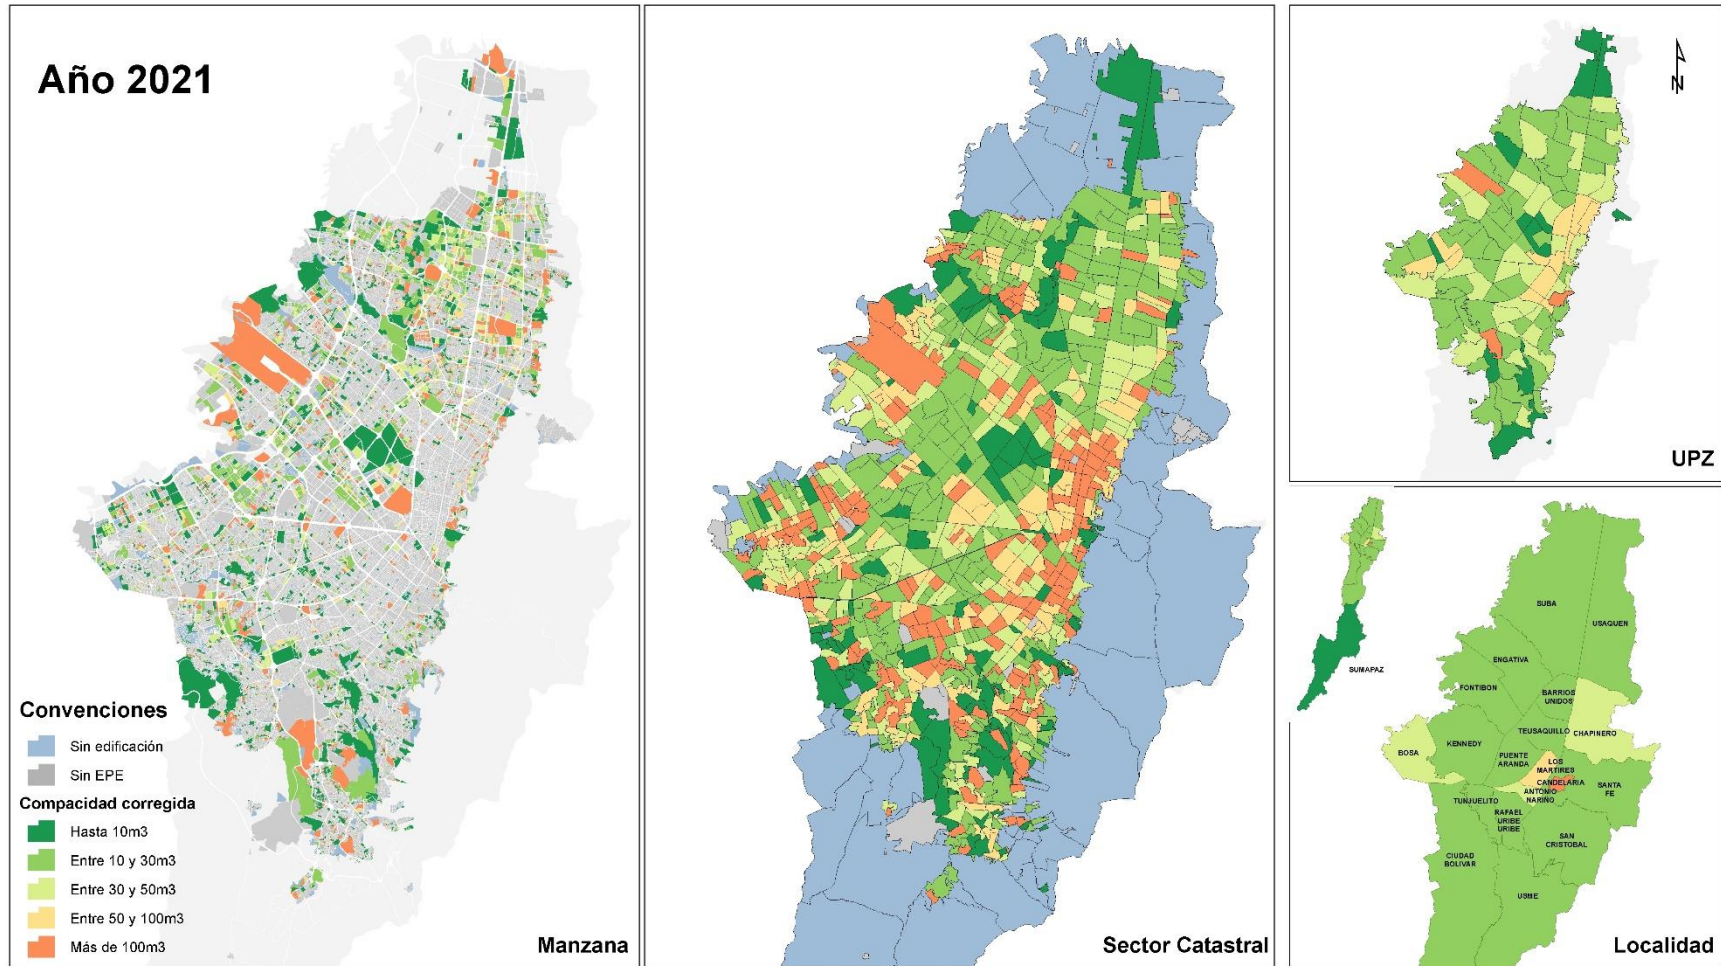 Año 2021
Convenciones
Sin edificación
Sin EPE
Compacidad corregida
Hasta 10m3
Entre 10 y 30m3
Entre 30 y 50m3
Entre 50 y 100m3
Más de 100m3
Manzana
Sector Catastral
N
UPZ
SUMAPAZ
SUBA
USAQUEN
ENGATIVA
FONTIBON
BARRIOS
UNIDOS
TEUSAQUILLO
CHAPINERO
BOSA
KENNEDY
PUENTE
ARANDA
LOS
MARTIRES
CANDELARIA
SANTA
FE
ANTONIO
NARIÑO
TUNJUELITO
RAFAEL
URIBE
URIBE
SAN
CRISTOBAL
CIUDAD
BOLIVAR
USME
Localidad